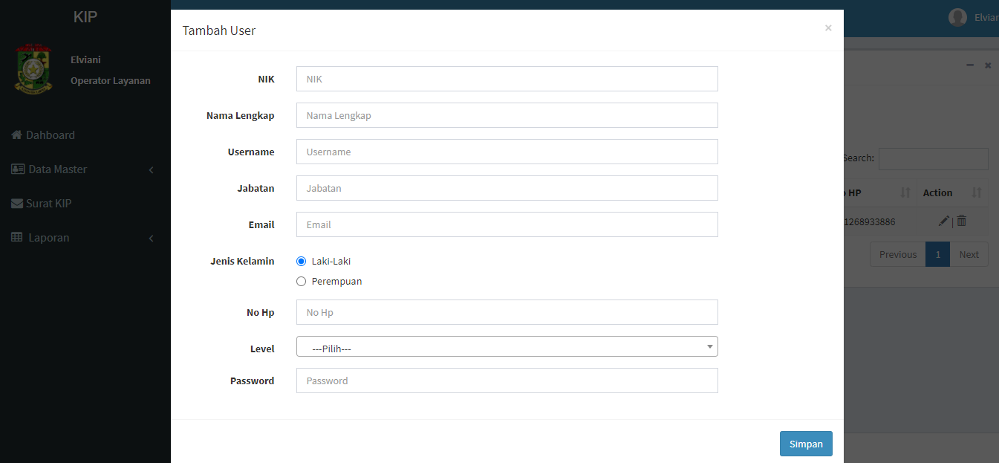 KIP
Elviani
Operator Layanan
Dahboard
Data Master
Surat KIP
Laporan
Tambah User
×
NIK NIK
Nama Lengkap Nama Lengkap
Username Username
Jabatan Jabatan
Email Email
Jenis Kelamin Laki-Laki
Perempuan
No Hp No Hp
Level ---Pilih---
Password Password
Simpan
Elvian
Search:
HP Action
1268933886 |
Previous 1 Next